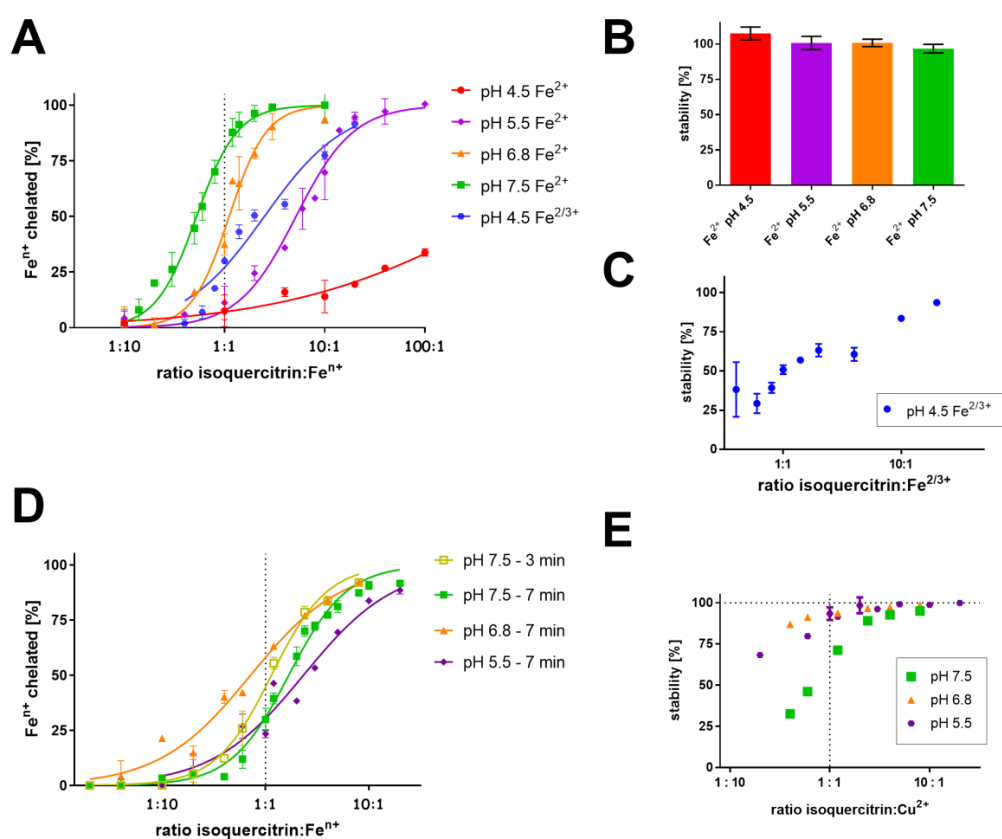 A
Feⁿ⁺ chelated [%]
100
75
50
25
0
1:10
1:1
10:1
100:1
ratio isoquercitrin:Feⁿ⁺
pH 4.5 Fe²⁺
pH 5.5 Fe²⁺
pH 6.8 Fe²⁺
pH 7.5 Fe²⁺
pH 4.5 Fe²/³⁺
B
stability [%]
100
50
0
Fe²⁺ pH 4.5
Fe²⁺ pH 5.5
Fe²⁺ pH 6.8
Fe²⁺ pH 7.5
C
stability [%]
100
75
50
25
0
1:1
10:1
ratio isoquercitrin:Fe²/³⁺
pH 4.5 Fe²/³⁺
D
Feⁿ⁺ chelated [%]
100
75
50
25
0
1:10
1:1
10:1
ratio isoquercitrin:Feⁿ⁺
pH 7.5 - 3 min
pH 7.5 - 7 min
pH 6.8 - 7 min
pH 5.5 - 7 min
E
stability [%]
100
75
50
25
0
1:10
1:1
10:1
ratio isoquercitrin:Cu²⁺
pH 7.5
pH 6.8
pH 5.5